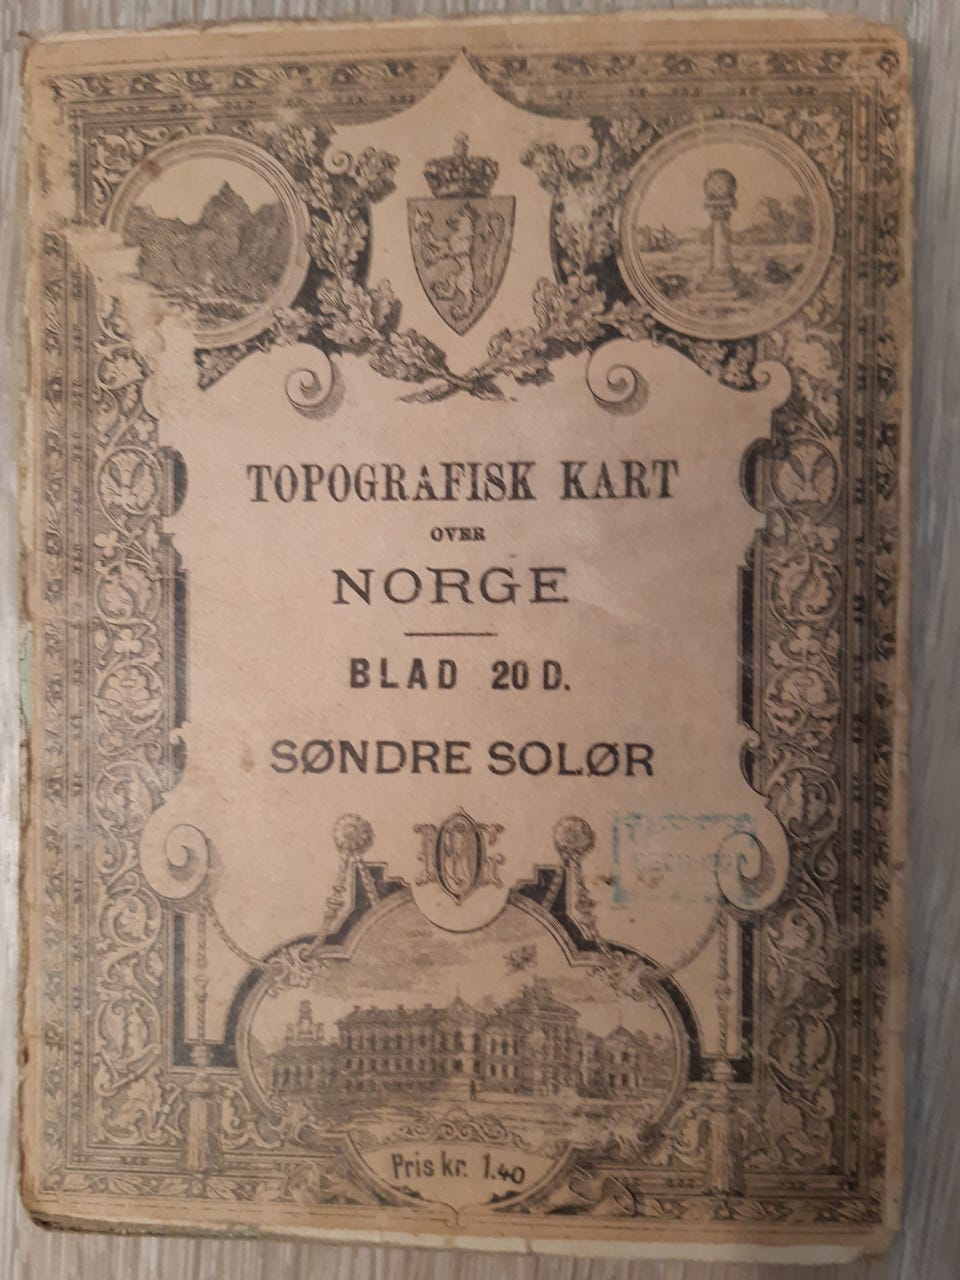 TOPOGRAFISK KART
OVER
NORGE
BLAD 20 D.
SØNDRE SOLØR
Pris kr. 1.40